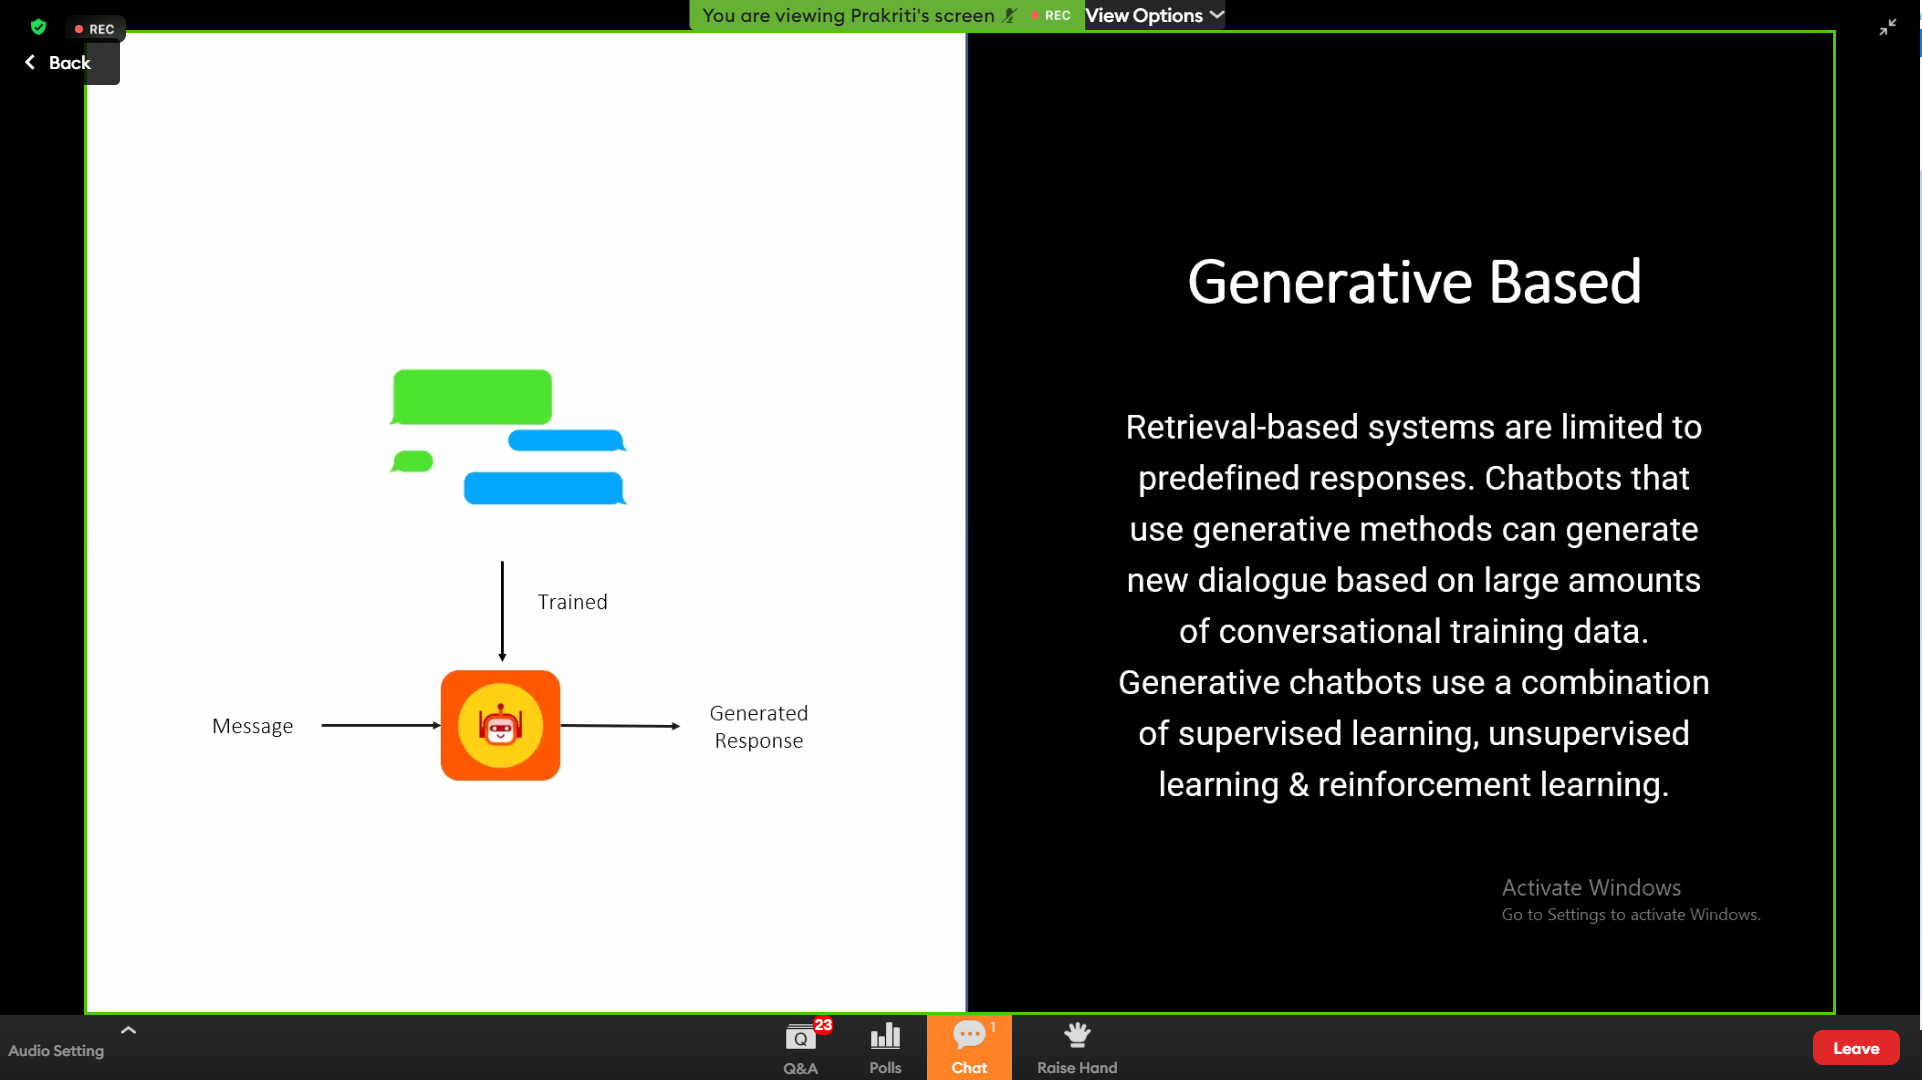 You are viewing Prakriti's screen REC View Options
REC
Back
Generative Based
Retrieval-based systems are limited to
predefined responses. Chatbots that
use generative methods can generate
new dialogue based on large amounts
of conversational training data.
Generative chatbots use a combination
of supervised learning, unsupervised
learning & reinforcement learning.
Trained
Message
Generated
Response
Activate Windows
Go to Settings to activate Windows.
Audio Setting
Q 23
Q&A
Polls
1
Chat
Raise Hand
Leave